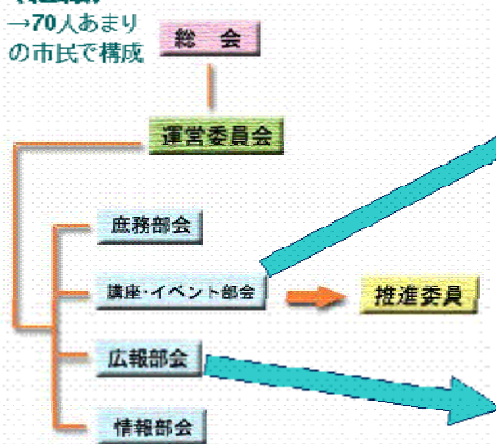 →70人あまり
の市民で構成
総　会
運営委員会
庶務部会
講座・イベント部会
推進委員
広報部会
情報部会